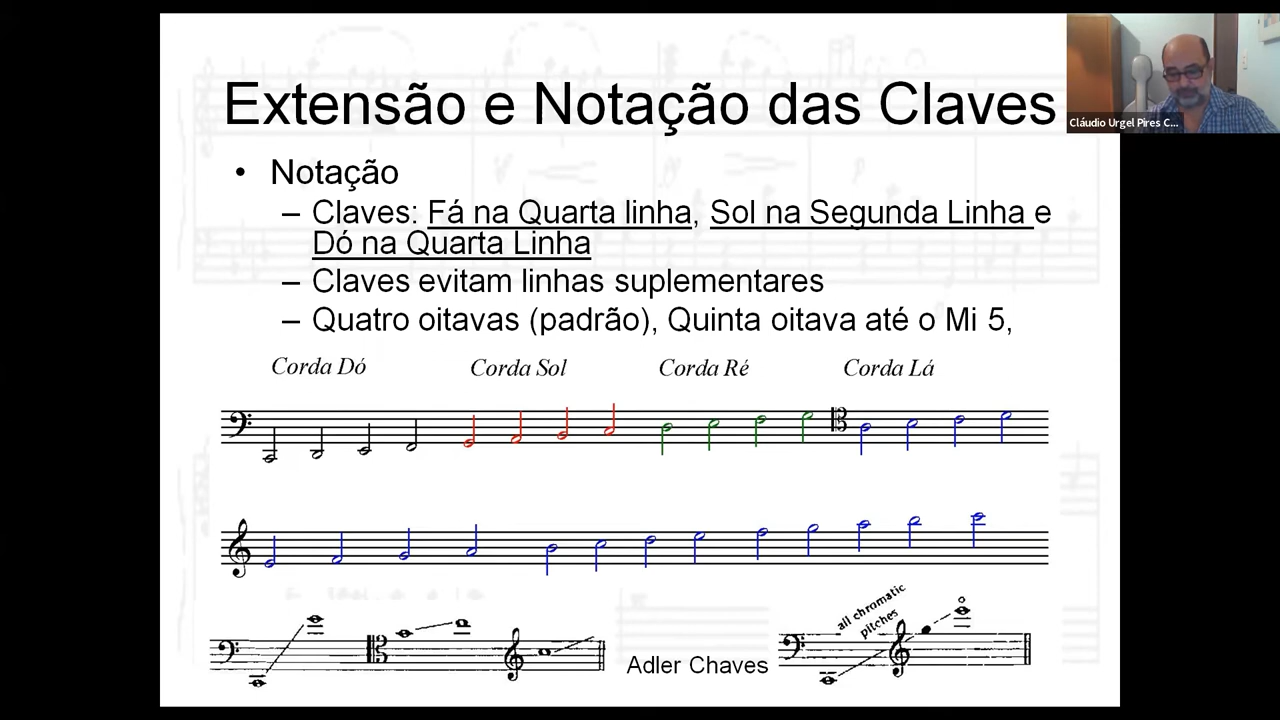 Extensão e Notação das Claves
Cláudio Urgel Pires C...
• Notação
– Claves: Fá na Quarta linha, Sol na Segunda Linha e
Dó na Quarta Linha
– Claves evitam linhas suplementares
– Quatro oitavas (padrão), Quinta oitava até o Mi 5,
Corda Dó Corda Sol Corda Ré Corda Lá
all chromatic
pitches
Adler Chaves